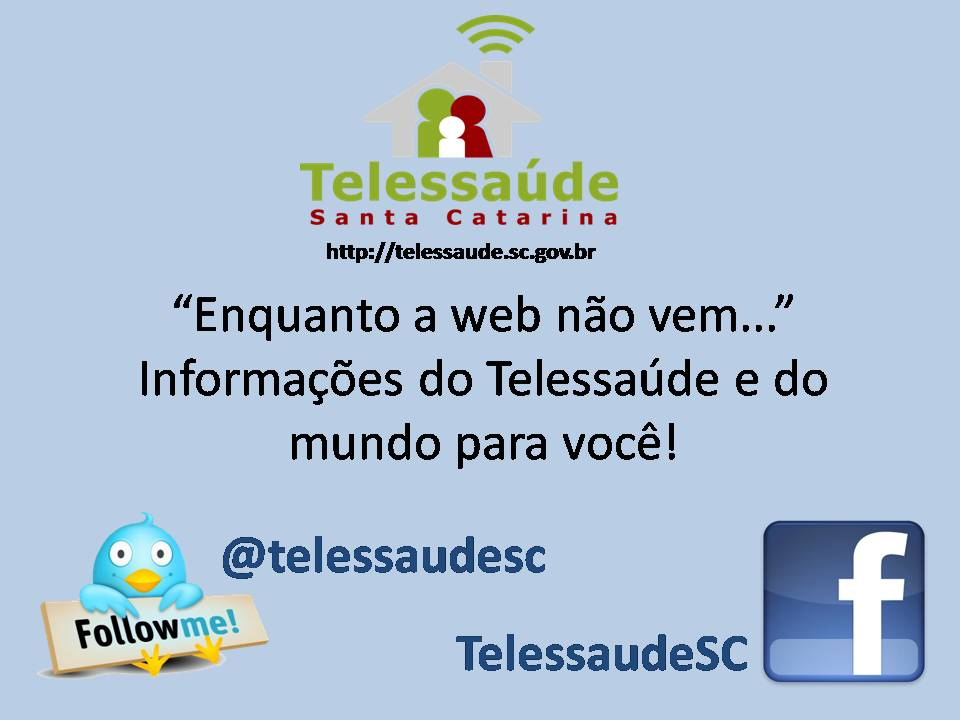 Telessaúde
Santa Catarina
http://telessaude.sc.gov.br
“Enquanto a web não vem...”
Informações do Telessaúde e do
mundo para você!
@telessaudesc
Follow me!
TelessaudeSC
f